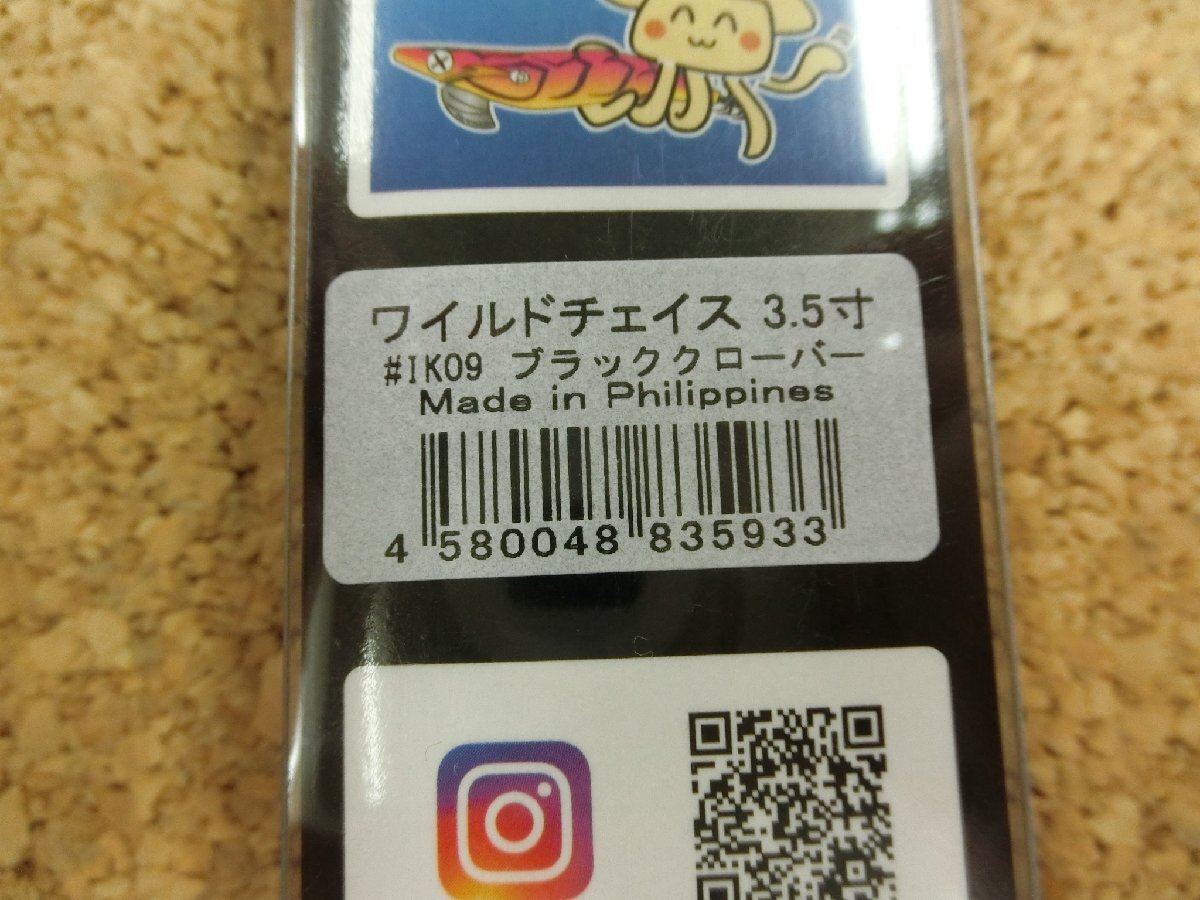 ワイルドチェイス 3.5寸
#IK09 ブラッククローバー
Made in Philippines
4 580048 835933